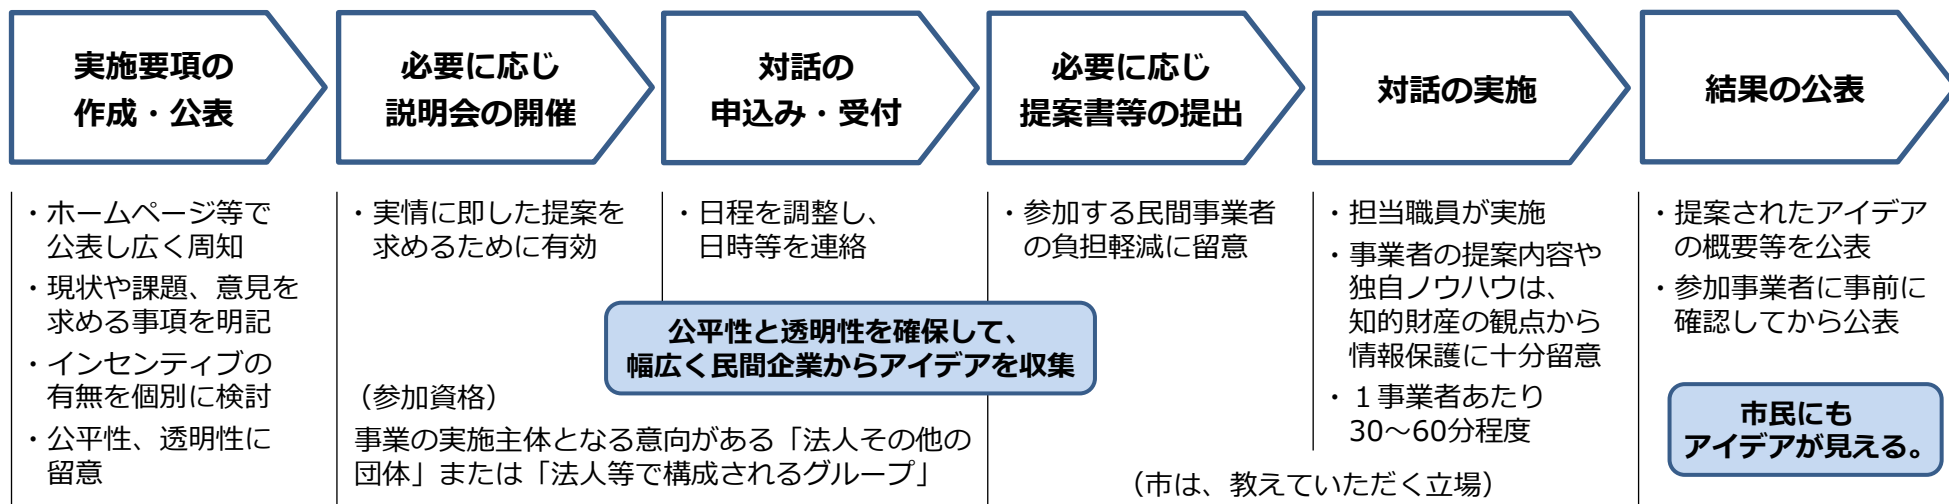 実施要項の
作成・公表
必要に応じ
説明会の開催
対話の
申込み・受付
必要に応じ
提案書等の提出
対話の実施
結果の公表
・ホームページ等で
公表し広く周知
・現状や課題、意見を
求める事項を明記
・インセンティブの
有無を個別に検討
・公平性、透明性に
留意
・実情に即した提案を
求めるために有効
・日程を調整し、
日時等を連絡
・参加する民間事業者
の負担軽減に留意
公平性と透明性を確保して、
幅広く民間企業からアイデアを収集
（参加資格）
事業の実施主体となる意向がある「法人その他の
団体」または「法人等で構成されるグループ」
・担当職員が実施
・事業者の提案内容や
独自ノウハウは、
知的財産の観点から
情報保護に十分留意
・１事業者あたり
30～60分程度
（市は、教えていただく立場）
・提案されたアイデア
の概要等を公表
・参加事業者に事前に
確認してから公表
市民にも
アイデアが見える。